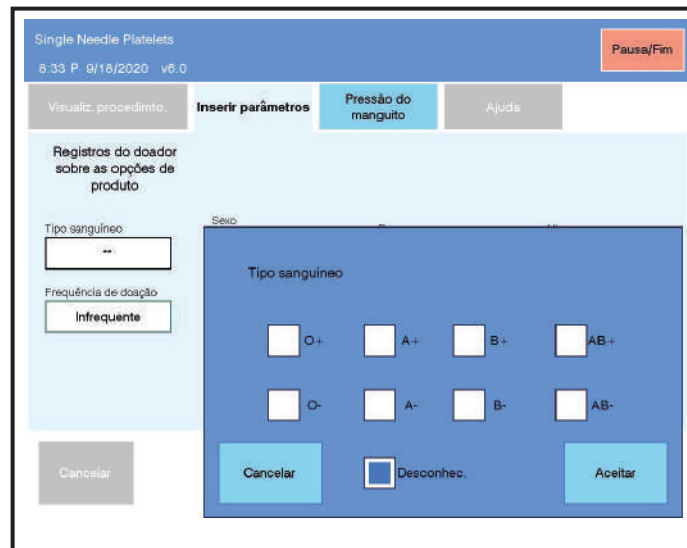 Single Needle Platelets
Pausa/Fim
6:33 P 9/18/2020 v6.0
Visualiz. procedimto.
Inserir parâmetros
Pressão do
manguito
Ajuda
Registros do doador
sobre as opções de
produto
Tipo sanguíneo
--
Frequência de doação
Infrequente
Sexo
Tipo sanguíneo
O+
A+
B+
AB+
O-
A-
B-
AB-
Cancelar
Cancelar
Desconhec.
Aceitar